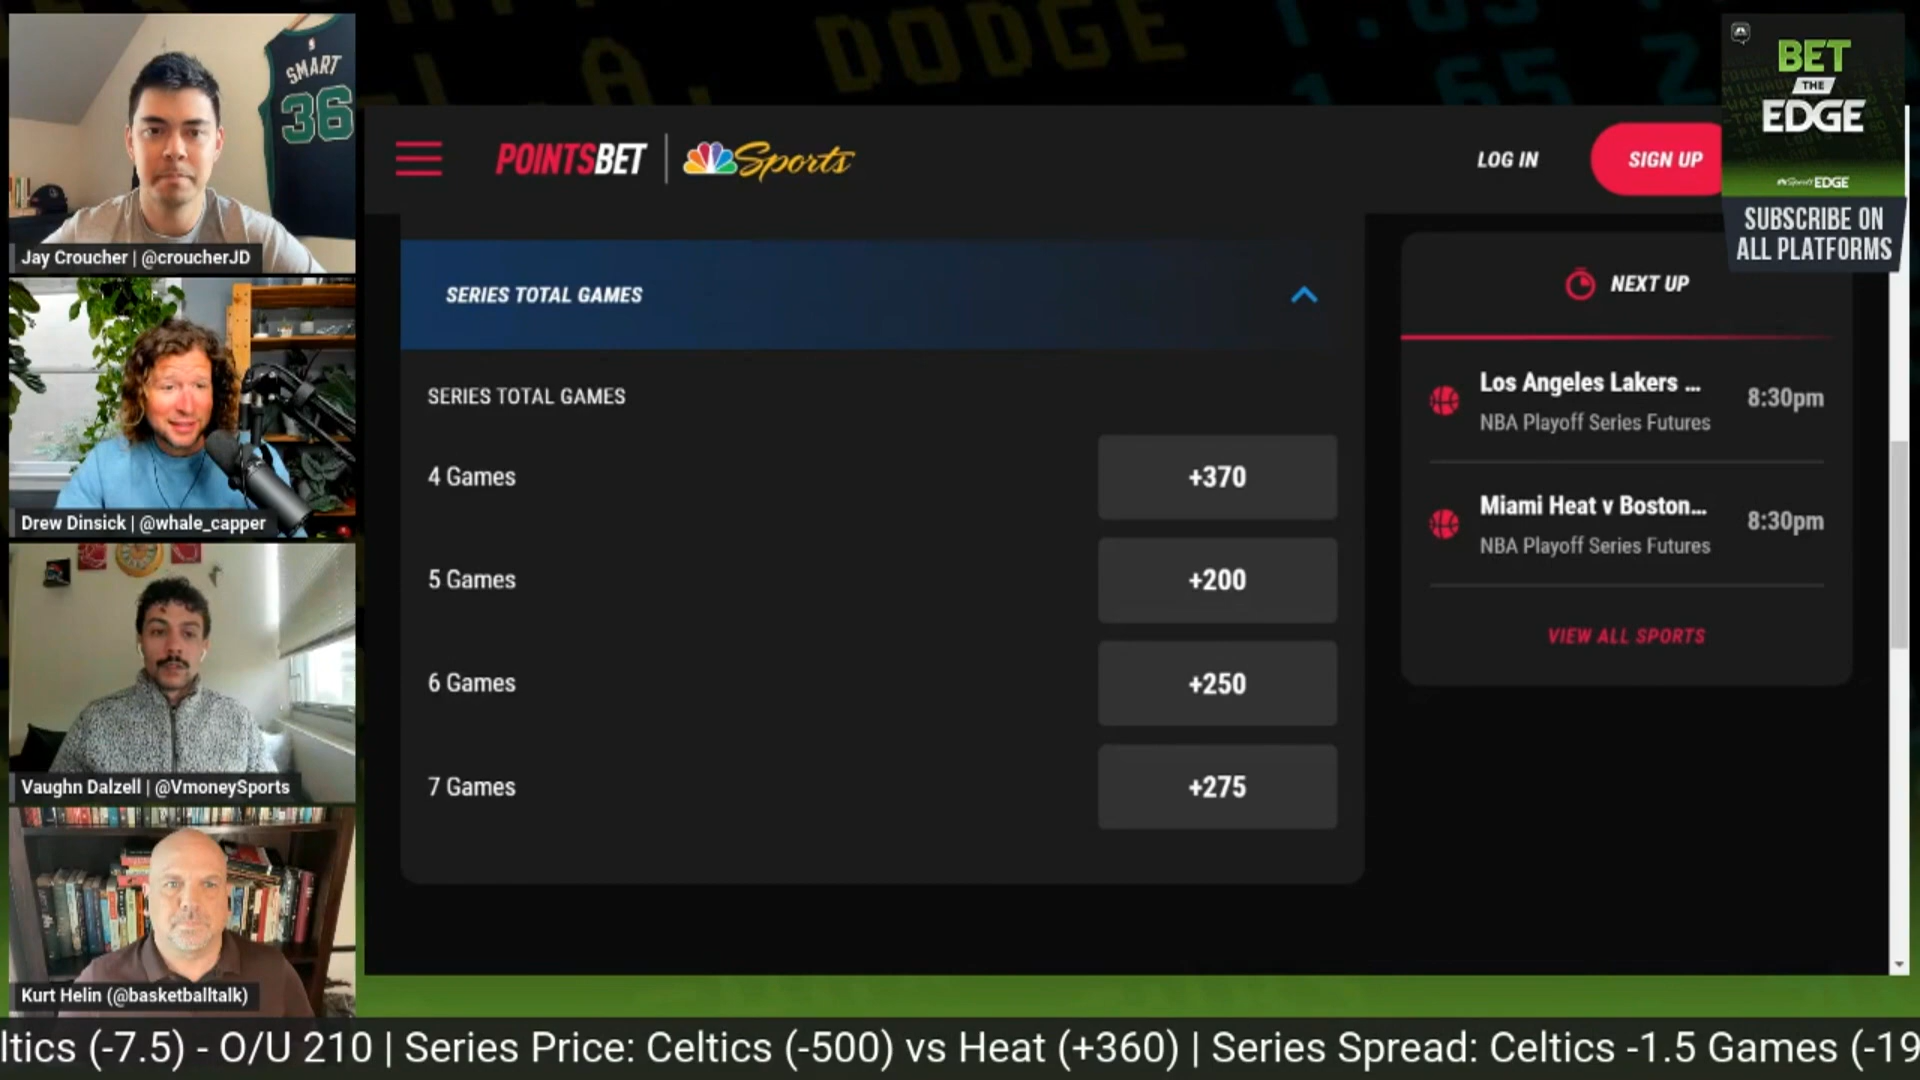 L.A. DODGE
1.65
SMART
36
Jay Croucher | @croucherJD
Drew Dinsick | @whale_capper
Vaughn Dalzell | @VmoneySports
Kurt Helin (@basketballtalk)
POINTSBET | Sports
LOG IN
SIGN UP
BET
THE
EDGE
Sports EDGE
SUBSCRIBE ON
ALL PLATFORMS
SERIES TOTAL GAMES
SERIES TOTAL GAMES
4 Games +370
5 Games +200
6 Games +250
7 Games +275
NEXT UP
Los Angeles Lakers ... 8:30pm
NBA Playoff Series Futures
Miami Heat v Boston... 8:30pm
NBA Playoff Series Futures
VIEW ALL SPORTS
ltics (-7.5) - O/U 210 | Series Price: Celtics (-500) vs Heat (+360) | Series Spread: Celtics -1.5 Games (-19